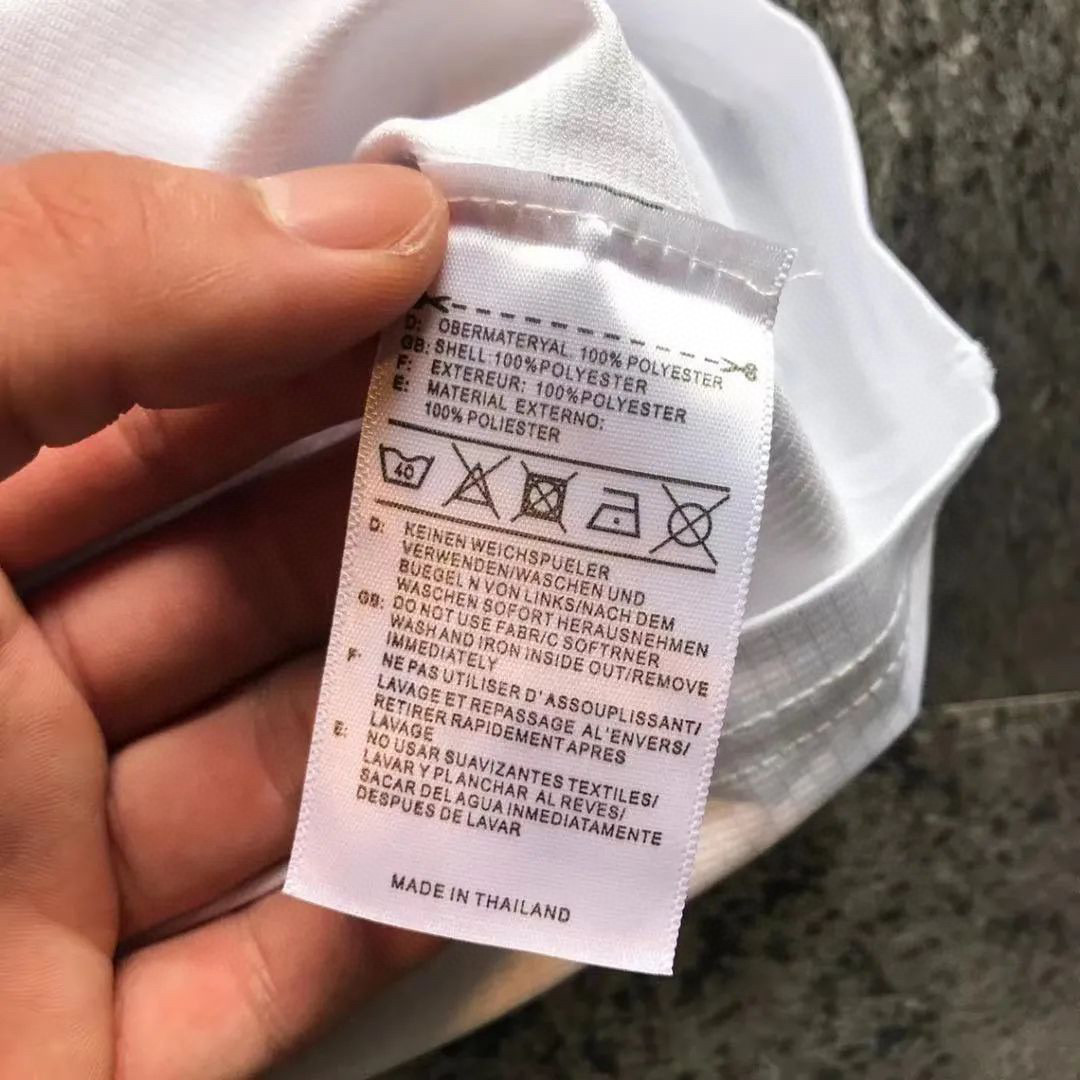 D: OBERMATERYAL 100% POLYESTER
GB: SHELL 100%POLYESTER
F: EXTEREUR: 100%POLYESTER
E: MATERIAL EXTERNO:
100% POLIESTER
40
D: KEINEN WEICHSPUELER
VERWENDEN/WASCHEN UND
BUEGEL N VON LINKS/NACH DEM
WASCHEN SOFORT HERAUSNEHMEN
GB: DO NOT USE FABR/C SOFTRNER
WASH AND IRON INSIDE OUT/REMOVE
IMMEDIATELY
F: NE PAS UTILISER D'ASSOUPLISSANT/
LAVAGE ET REPASSAGE AL'ENVERS/
RETIRER RAPIDEMENT APRES
LAVAGE
E: NO USAR SUAVIZANTES TEXTILES/
LAVAR Y PLANCHAR AL REVES/
SACAR DEL AGUA INMEDIATAMENTE
DESPUES DE LAVAR
MADE IN THAILAND